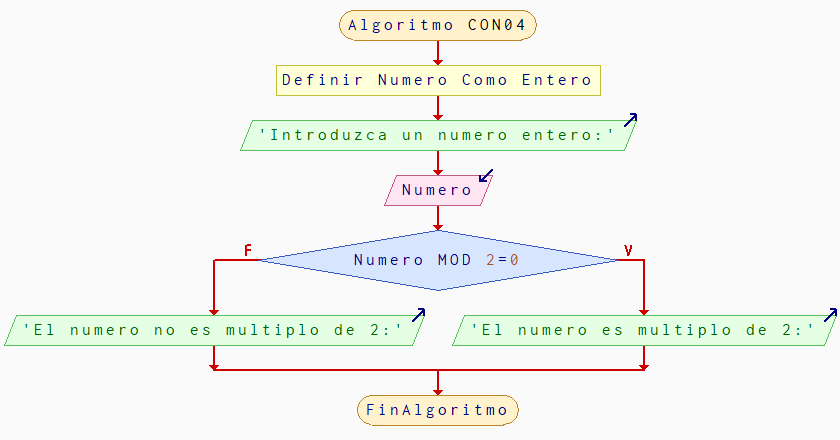 Algoritmo CON04
Definir Numero Como Entero
'Introduzca un numero entero:'
Numero
Numero MOD 2=0
F
V
'El numero no es multiplo de 2:'
'El numero es multiplo de 2:'
FinAlgoritmo